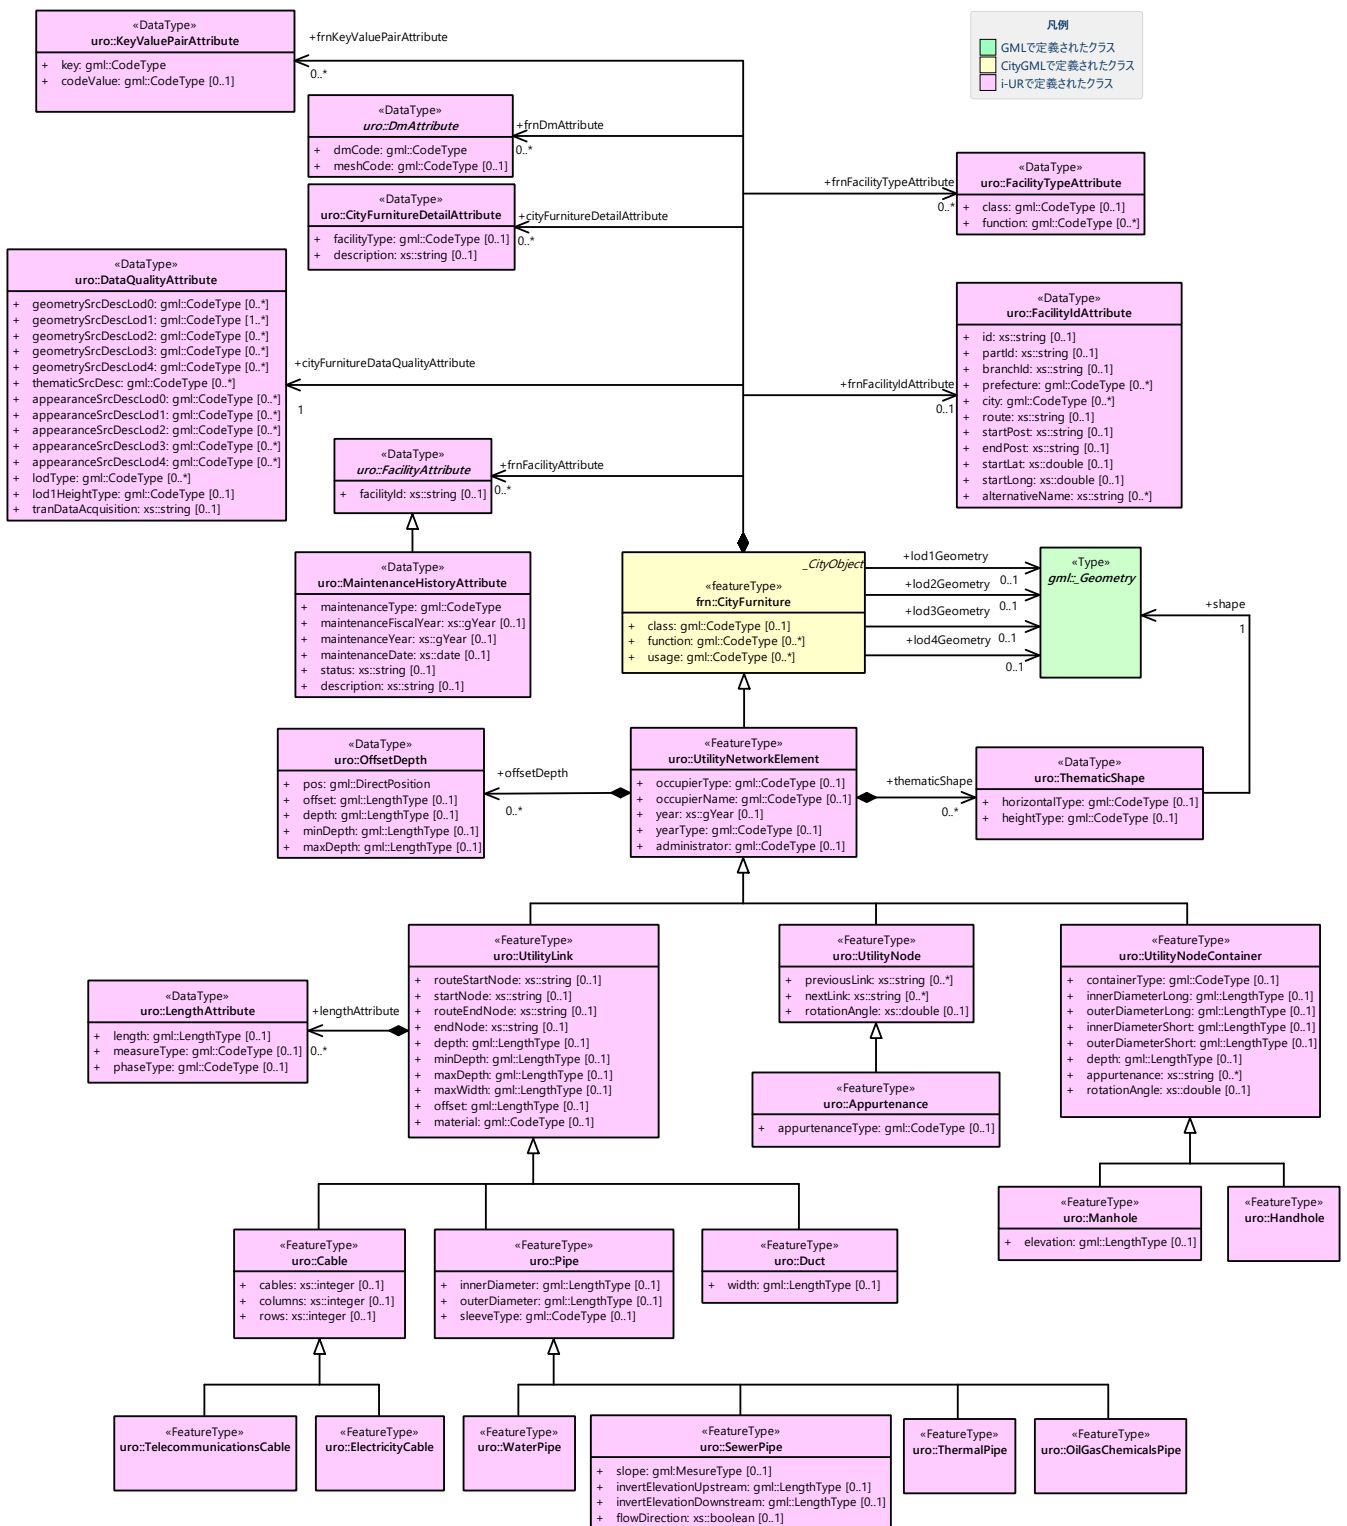 «DataType»
uro::KeyValuePairAttribute
+ key: gml::CodeType
+ codeValue: gml::CodeType [0..1]
+frnKeyValuePairAttribute
0..*
凡例
GMLで定義されたクラス
CityGMLで定義されたクラス
i-URで定義されたクラス
«DataType»
uro::DmAttribute
+ dmCode: gml::CodeType
+ meshCode: gml::CodeType [0..1]
+frnDmAttribute
0..*
«DataType»
uro::FacilityTypeAttribute
+ class: gml::CodeType [0..1]
+ function: gml::CodeType [0..*]
+frnFacilityTypeAttribute
0..*
«DataType»
uro::CityFurnitureDetailAttribute
+ facilityType: gml::CodeType [0..1]
+ description: xs::string [0..1]
+cityFurnitureDetailAttribute
0..*
«DataType»
uro::DataQualityAttribute
+ geometrySrcDescLod0: gml::CodeType [0..*]
+ geometrySrcDescLod1: gml::CodeType [1..*]
+ geometrySrcDescLod2: gml::CodeType [0..*]
+ geometrySrcDescLod3: gml::CodeType [0..*]
+ geometrySrcDescLod4: gml::CodeType [0..*]
+ thematicSrcDesc: gml::CodeType [0..*]
+ appearanceSrcDescLod0: gml::CodeType [0..*]
+ appearanceSrcDescLod1: gml::CodeType [0..*]
+ appearanceSrcDescLod2: gml::CodeType [0..*]
+ appearanceSrcDescLod3: gml::CodeType [0..*]
+ appearanceSrcDescLod4: gml::CodeType [0..*]
+ lodType: gml::CodeType [0..*]
+ lod1HeightType: gml::CodeType [0..1]
+ tranDataAcquisition: xs::string [0..1]
+cityFurnitureDataQualityAttribute
1
«DataType»
uro::FacilityIdAttribute
+ id: xs::string [0..1]
+ partId: xs::string [0..1]
+ branchId: xs::string [0..1]
+ prefecture: gml::CodeType [0..*]
+ city: gml::CodeType [0..*]
+ route: xs::string [0..1]
+ startPost: xs::string [0..1]
+ endPost: xs::string [0..1]
+ startLat: xs::double [0..1]
+ startLong: xs::double [0..1]
+ alternativeName: xs::string [0..*]
+frnFacilityIdAttribute
0..1
«DataType»
uro::FacilityAttribute
+ facilityId: xs::string [0..1]
+frnFacilityAttribute
0..*
«DataType»
uro::MaintenanceHistoryAttribute
+ maintenanceType: gml::CodeType
+ maintenanceFiscalYear: xs::gYear [0..1]
+ maintenanceYear: xs::gYear [0..1]
+ maintenanceDate: xs::date [0..1]
+ status: xs::string [0..1]
+ description: xs::string [0..1]
_CityObject
«featureType»
frn::CityFurniture
+ class: gml::CodeType [0..1]
+ function: gml::CodeType [0..*]
+ usage: gml::CodeType [0..*]
+lod1Geometry
0..1
+lod2Geometry
0..1
+lod3Geometry
0..1
+lod4Geometry
0..1
«Type»
gml::_Geometry
+shape
1
«DataType»
uro::OffsetDepth
+ pos: gml::DirectPosition
+ offset: gml::LengthType [0..1]
+ depth: gml::LengthType [0..1]
+ minDepth: gml::LengthType [0..1]
+ maxDepth: gml::LengthType [0..1]
+offsetDepth
0..*
«FeatureType»
uro::UtilityNetworkElement
+ occupierType: gml::CodeType [0..1]
+ occupierName: gml::CodeType [0..1]
+ year: xs::gYear [0..1]
+ yearType: gml::CodeType [0..1]
+ administrator: gml::CodeType [0..1]
+thematicShape
0..*
«DataType»
uro::ThematicShape
+ horizontalType: gml::CodeType [0..1]
+ heightType: gml::CodeType [0..1]
«FeatureType»
uro::UtilityLink
+ routeStartNode: xs::string [0..1]
+ startNode: xs::string [0..1]
+ routeEndNode: xs::string [0..1]
+ endNode: xs::string [0..1]
+ depth: gml::LengthType [0..1]
+ minDepth: gml::LengthType [0..1]
+ maxDepth: gml::LengthType [0..1]
+ maxWidth: gml::LengthType [0..1]
+ offset: gml::LengthType [0..1]
+ material: gml::CodeType [0..1]
«DataType»
uro::LengthAttribute
+ length: gml::LengthType [0..1]
+ measureType: gml::CodeType [0..1]
+ phaseType: gml::CodeType [0..1]
+lengthAttribute
0..*
«FeatureType»
uro::UtilityNode
+ previousLink: xs::string [0..*]
+ nextLink: xs::string [0..*]
+ rotationAngle: xs::double [0..1]
«FeatureType»
uro::Appurtenance
+ appurtenanceType: gml::CodeType [0..1]
«FeatureType»
uro::UtilityNodeContainer
+ containerType: gml::CodeType [0..1]
+ innerDiameterLong: gml::LengthType [0..1]
+ outerDiameterLong: gml::LengthType [0..1]
+ innerDiameterShort: gml::LengthType [0..1]
+ outerDiameterShort: gml::LengthType [0..1]
+ depth: gml::LengthType [0..1]
+ appurtenance: xs::string [0..*]
+ rotationAngle: xs::double [0..1]
«FeatureType»
uro::Manhole
+ elevation: gml::LengthType [0..1]
«FeatureType»
uro::Handhole
«FeatureType»
uro::Cable
+ cables: xs::integer [0..1]
+ columns: xs::integer [0..1]
+ rows: xs::integer [0..1]
«FeatureType»
uro::Pipe
+ innerDiameter: gml::LengthType [0..1]
+ outerDiameter: gml::LengthType [0..1]
+ sleeveType: gml::CodeType [0..1]
«FeatureType»
uro::Duct
+ width: gml::LengthType [0..1]
«FeatureType»
uro::TelecommunicationsCable
«FeatureType»
uro::ElectricityCable
«FeatureType»
uro::WaterPipe
«FeatureType»
uro::SewerPipe
+ slope: gml:MesureType [0..1]
+ invertElevationUpstream: gml::LengthType [0..1]
+ invertElevationDownstream: gml::LengthType [0..1]
+ flowDirection: xs::boolean [0..1]
«FeatureType»
uro::ThermalPipe
«FeatureType»
uro::OilGasChemicalsPipe